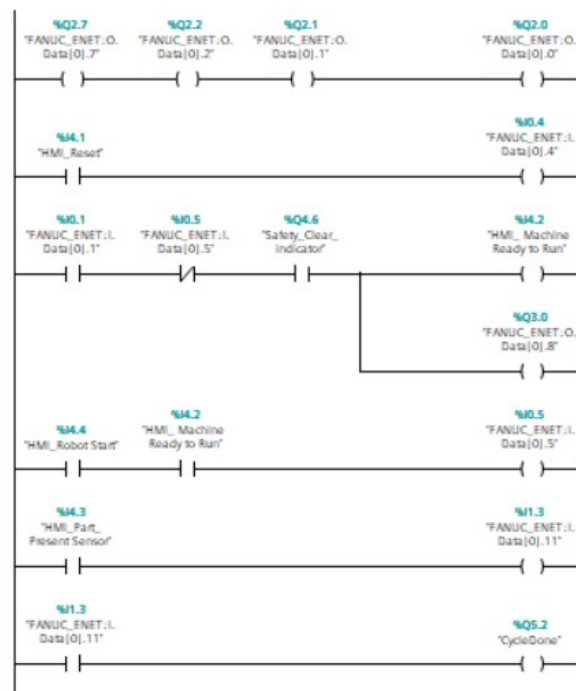 %Q2.7
"FANUC_ENET:O.
Data[0].7"
%Q2.2
"FANUC_ENET:O.
Data[0].2"
%Q2.1
"FANUC_ENET:O.
Data[0].1"
%Q2.0
"FANUC_ENET:O.
Data[0].0"
%I4.1
"HMI_Reset"
%I0.4
"FANUC_ENET:I.
Data[0].4"
%I0.1
"FANUC_ENET:I.
Data[0].1"
%I0.5
"FANUC_ENET:I.
Data[0].5"
%Q4.6
"Safety_Clear_
indicator"
%I4.2
"HMI_ Machine
Ready to Run"
%Q3.0
"FANUC_ENET:O.
Data[0].8"
%I4.4
"HMI_Robot Start"
%I4.2
"HMI_ Machine
Ready to Run"
%I0.5
"FANUC_ENET:I.
Data[0].5"
%I4.3
"HMI_Part_
Present Sensor"
%I1.3
"FANUC_ENET:I.
Data[0].11"
%I1.3
"FANUC_ENET:I.
Data[0].11"
%Q5.2
"CycleDone"